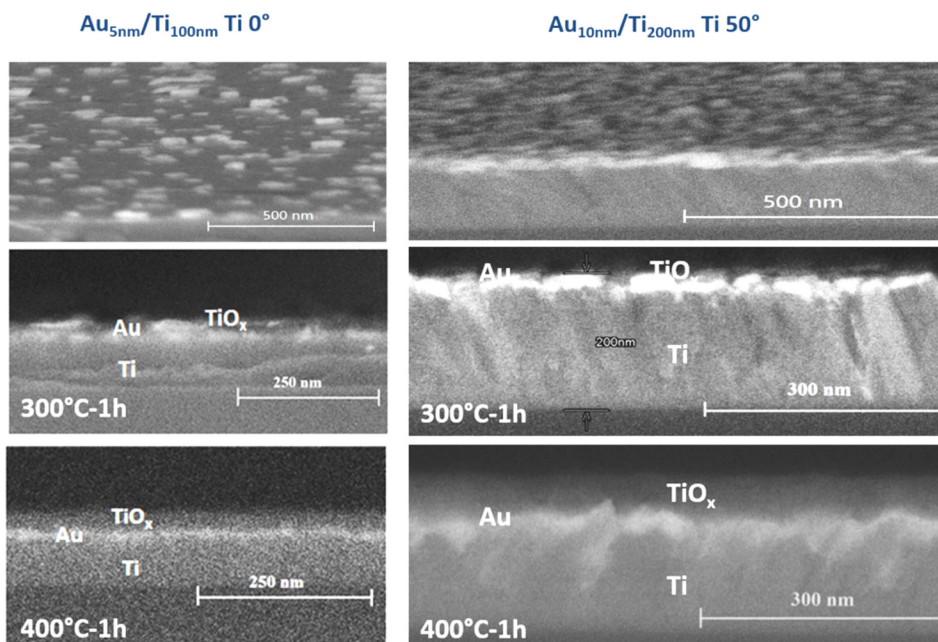 Au5nm/Ti100nm Ti 0°
Au10nm/Ti200nm Ti 50°
500 nm
500 nm
Au
TiOx
Ti
250 nm
300°C-1h
Au
TiOx
200nm
Ti
300 nm
300°C-1h
TiOx
Au
Ti
250 nm
400°C-1h
TiOx
Au
Ti
300 nm
400°C-1h